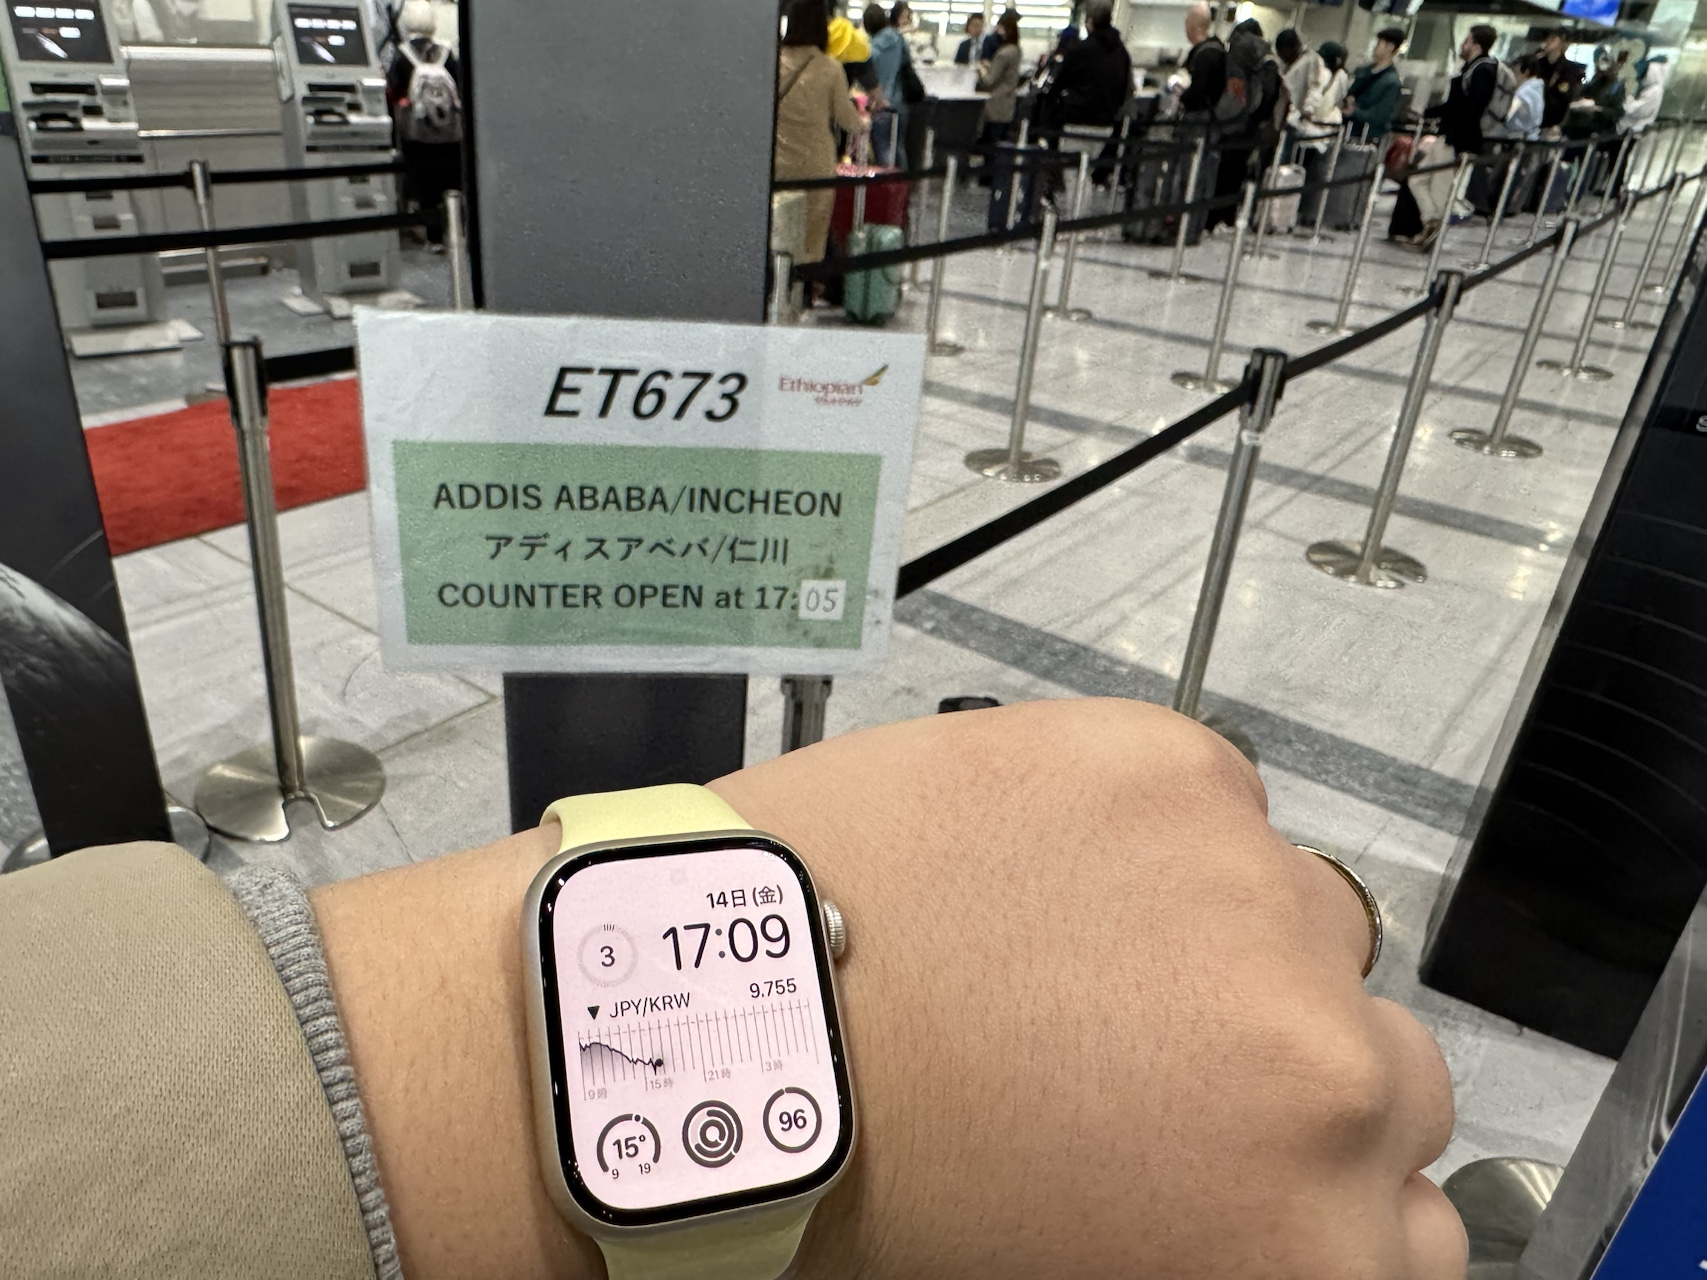 ET673
Ethiopian
ADDIS ABABA/INCHEON
アディスアベバ/仁川
COUNTER OPEN at 17:05
14日(金)
3
17:09
▼ JPY/KRW
9.755
9時
15時
21時
3時
15°
9
19
96